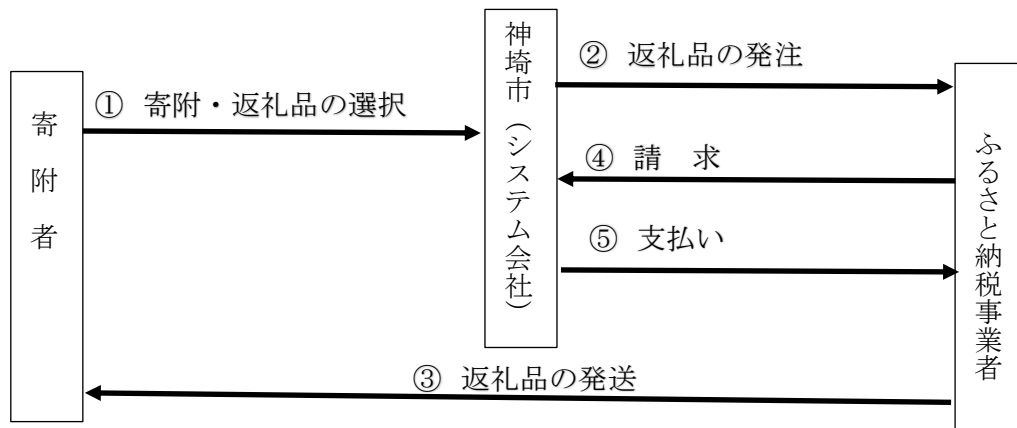 寄附者
① 寄附・返礼品の選択
神埼市（システム会社）
② 返礼品の発注
④ 請　求
⑤ 支払い
③ 返礼品の発送
ふるさと納税事業者